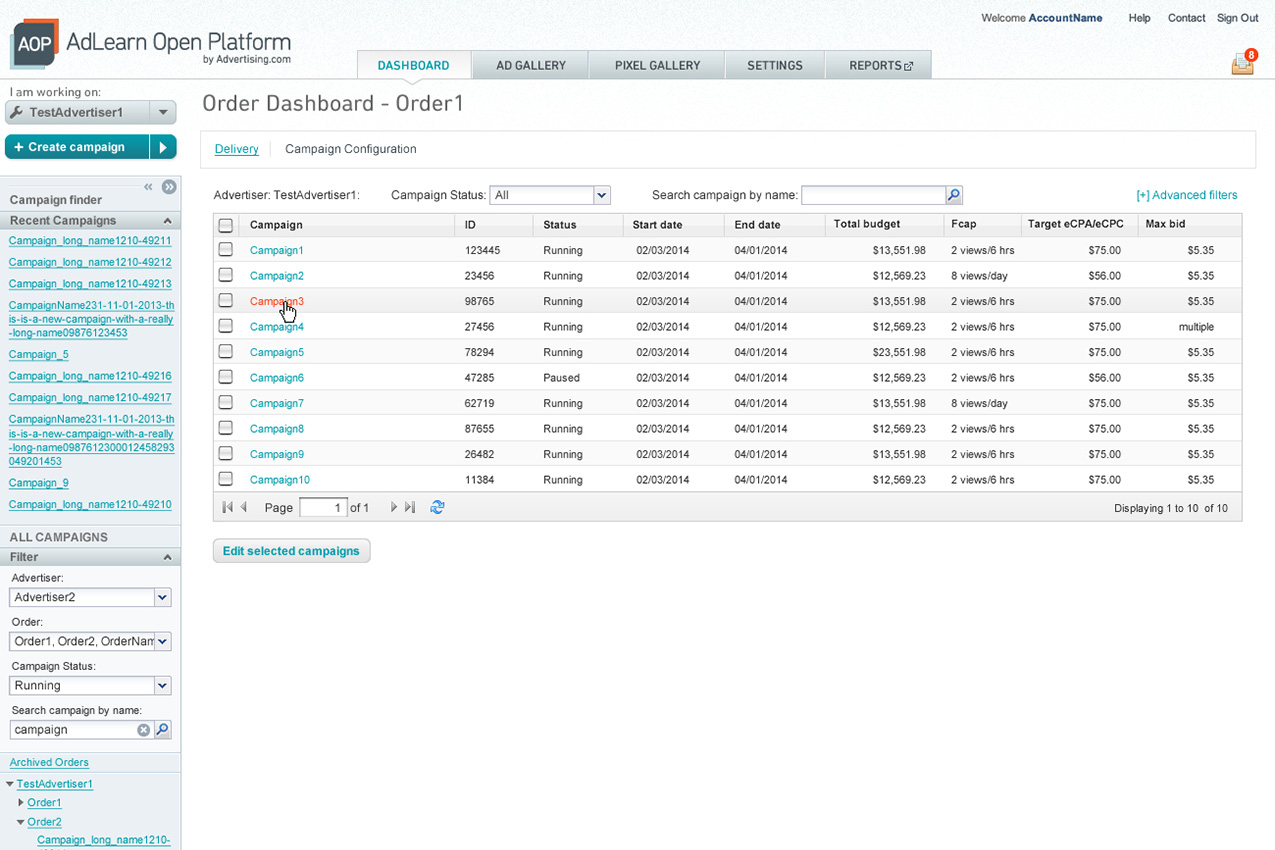 Welcome AccountName Help Contact Sign Out
AOP AdLearn Open Platform
by Advertising.com
DASHBOARD AD GALLERY PIXEL GALLERY SETTINGS REPORTS 8
I am working on:
TestAdvertiser1
+ Create campaign
« »
Campaign finder
Recent Campaigns
Campaign_long_name1210-49211
Campaign_long_name1210-49212
Campaign_long_name1210-49213
CampaignName231-11-01-2013-th
is-is-a-new-campaign-with-a-really
-long-name09876123453
Campaign_5
Campaign_long_name1210-49216
Campaign_long_name1210-49217
CampaignName231-11-01-2013-th
is-is-a-new-campaign-with-a-really
-long-name0987612300012458293
049201453
Campaign_9
Campaign_long_name1210-49210
ALL CAMPAIGNS
Filter
Advertiser:
Advertiser2
Order:
Order1, Order2, OrderNam
Campaign Status:
Running
Search campaign by name:
campaign
Archived Orders
TestAdvertiser1
Order1
Order2
Campaign_long_name1210-
Order Dashboard - Order1
Delivery Campaign Configuration
Advertiser: TestAdvertiser1: Campaign Status: All Search campaign by name: [+] Advanced filters
Campaign ID Status Start date End date Total budget Fcap Target eCPA/eCPC Max bid
Campaign1 123445 Running 02/03/2014 04/01/2014 $13,551.98 2 views/6 hrs $75.00 $5.35
Campaign2 23456 Running 02/03/2014 04/01/2014 $12,569.23 8 views/day $56.00 $5.35
Campaign3 98765 Running 02/03/2014 04/01/2014 $13,551.98 2 views/6 hrs $75.00 $5.35
Campaign4 27456 Running 02/03/2014 04/01/2014 $12,569.23 2 views/6 hrs $75.00 multiple
Campaign5 78294 Running 02/03/2014 04/01/2014 $23,551.98 2 views/6 hrs $75.00 $5.35
Campaign6 47285 Paused 02/03/2014 04/01/2014 $12,569.23 2 views/6 hrs $56.00 $5.35
Campaign7 62719 Running 02/03/2014 04/01/2014 $13,551.98 8 views/day $75.00 $5.35
Campaign8 87655 Running 02/03/2014 04/01/2014 $12,569.23 2 views/6 hrs $75.00 $5.35
Campaign9 26482 Running 02/03/2014 04/01/2014 $13,551.98 2 views/6 hrs $75.00 $5.35
Campaign10 11384 Running 02/03/2014 04/01/2014 $12,569.23 2 views/6 hrs $75.00 $5.35
Page 1 of 1 Displaying 1 to 10 of 10
Edit selected campaigns